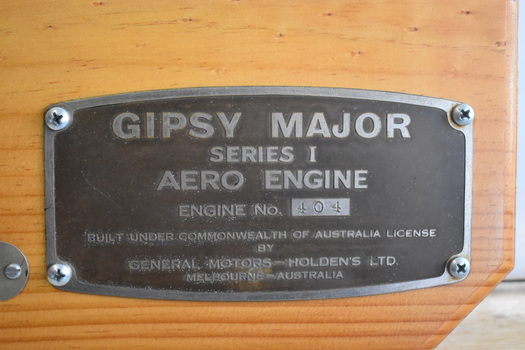 GIPSY MAJOR
SERIES I
AERO ENGINE
ENGINE No. 404
BUILT UNDER COMMONWEALTH OF AUSTRALIA LICENSE
BY
GENERAL MOTORS-HOLDEN'S LTD.
MELBOURNE-AUSTRALIA